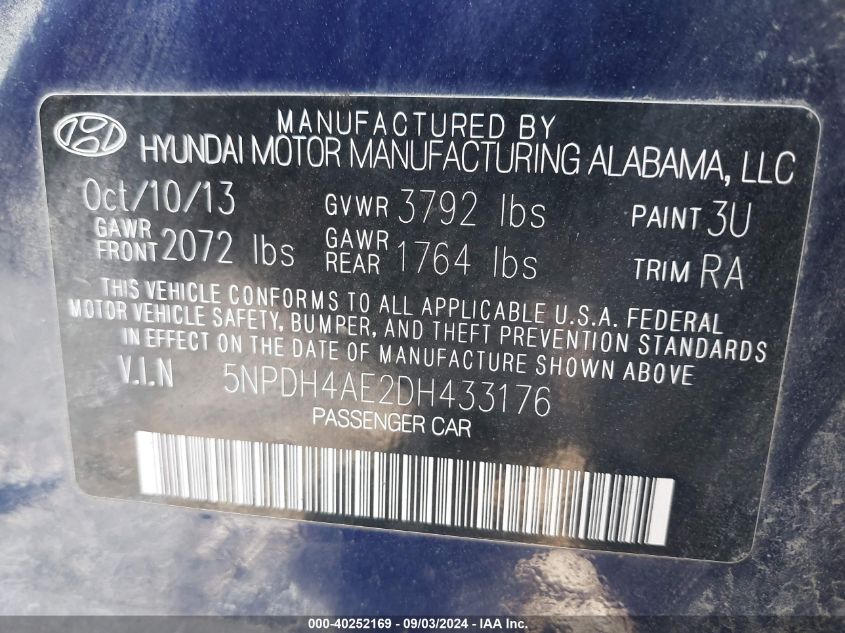 MANUFACTURED BY
HYUNDAI MOTOR MANUFACTURING ALABAMA, LLC
Oct/10/13 GVWR 3792 lbs PAINT 3U
GAWR FRONT 2072 lbs GAWR REAR 1764 lbs TRIM RA
THIS VEHICLE CONFORMS TO ALL APPLICABLE U.S.A. FEDERAL
MOTOR VEHICLE SAFETY, BUMPER, AND THEFT PREVENTION STANDARDS
IN EFFECT ON THE DATE OF MANUFACTURE SHOWN ABOVE
V.I.N 5NPDH4AE2DH433176
PASSENGER CAR
000-40252169 - 09/03/2024 - IAA Inc.